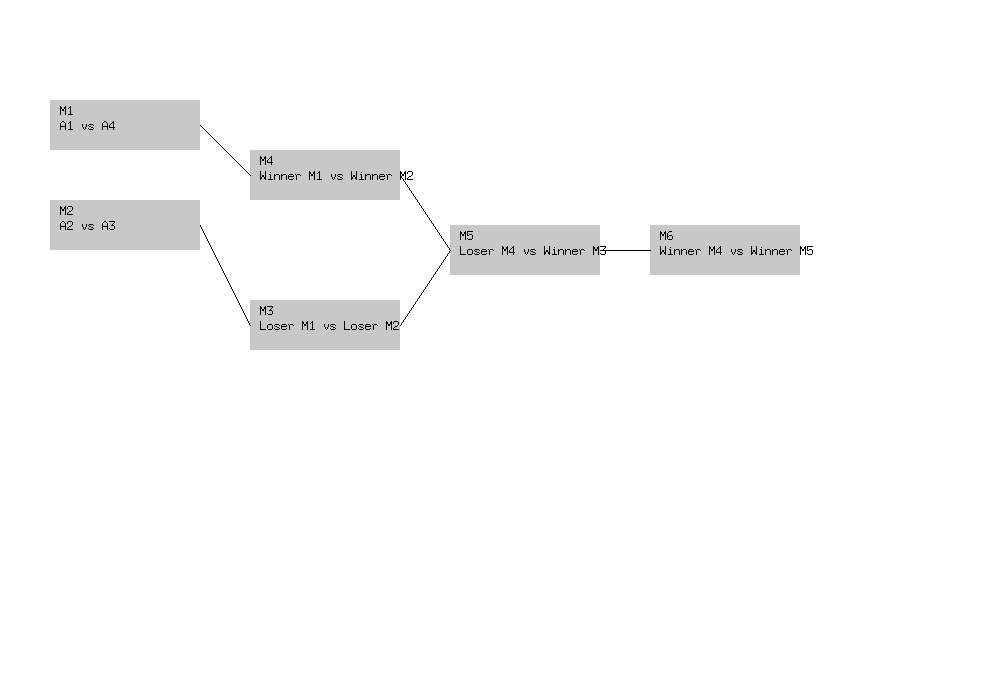 M1
A1 vs A4
M2
A2 vs A3
M4
Winner M1 vs Winner M2
M3
Loser M1 vs Loser M2
M5
Loser M4 vs Winner M3
M6
Winner M4 vs Winner M5